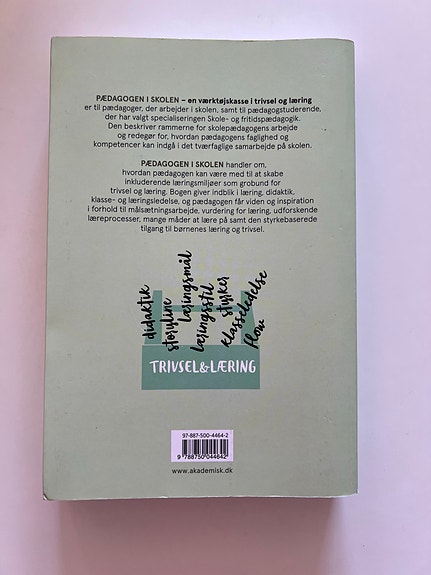 PÆDAGOGEN I SKOLEN – en værktøjskasse i trivsel og læring
er til pædagoger, der arbejder i skolen, samt til pædagogstuderende,
der har valgt specialiseringen Skole- og fritidspædagogik.
Den beskriver rammerne for skolepædagogens arbejde
og redegør for, hvordan pædagogens faglighed og
kompetencer kan indgå i det tværfaglige samarbejde på skolen.
PÆDAGOGEN I SKOLEN handler om,
hvordan pædagogen kan være med til at skabe
inkluderende læringsmiljøer som grobund for
trivsel og læring. Bogen giver indblik i læring, didaktik,
klasse- og læringsledelse, og pædagogen får viden og inspiration
i forhold til målsætningsarbejde, vurdering for læring, udforskende
læreprocesser, mange måder at lære på samt den styrkebaserede
tilgang til børnenes læring og trivsel.
didaktik
storyline
læringsmål
læringsstil
styrker
klasseledelse
flow
TRIVSEL&LÆRING
97-887-500-4464-2
9 788750 044642
www.akademisk.dk